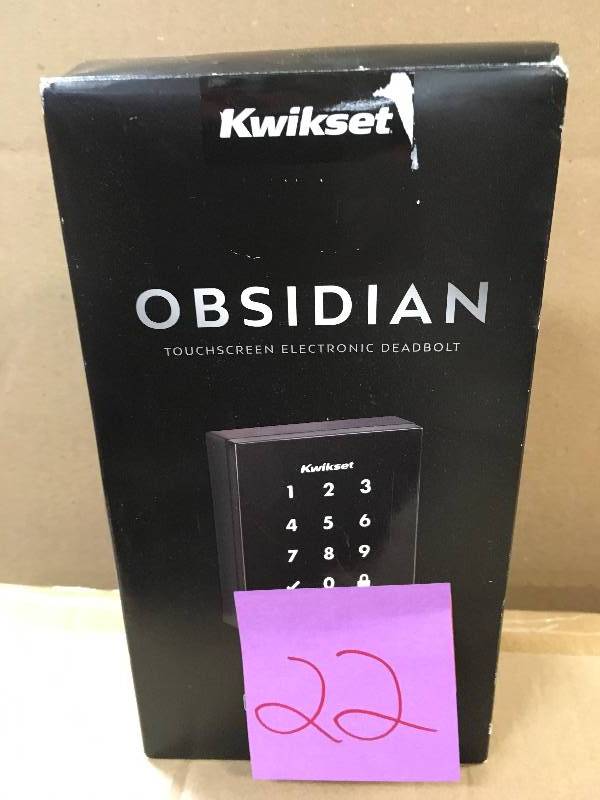 Kwikset
OBSIDIAN
TOUCHSCREEN ELECTRONIC DEADBOLT
Kwikset
1 2 3
4 5 6
7 8 9
0
22